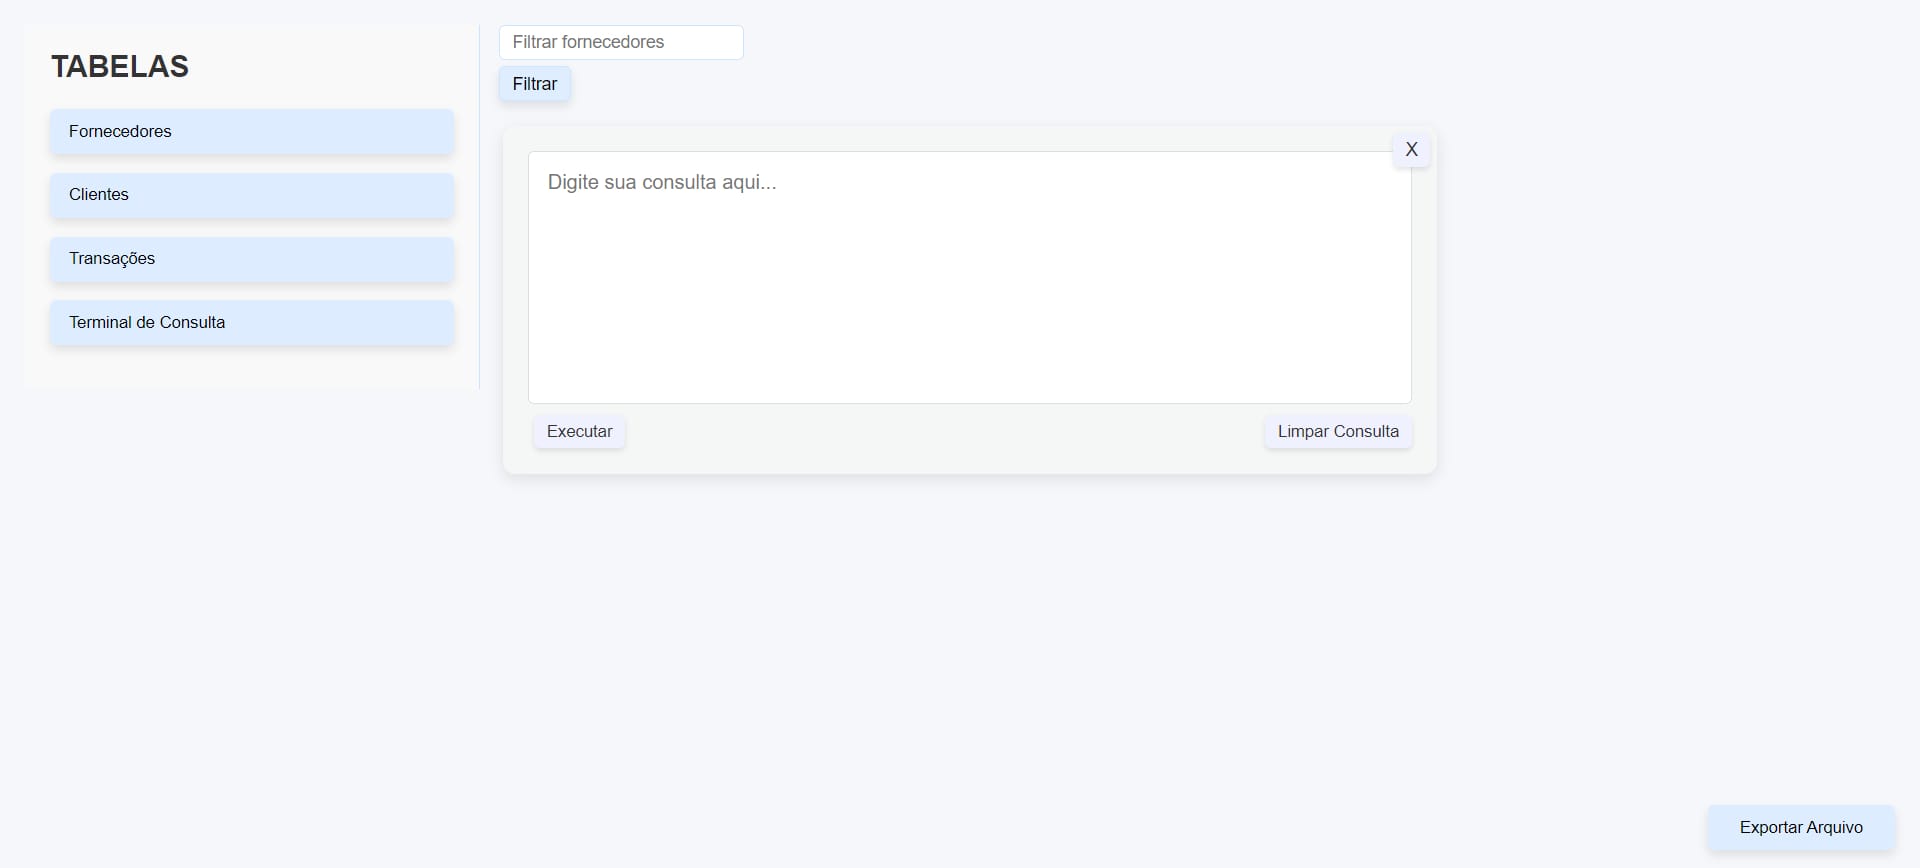 TABELAS
Fornecedores
Clientes
Transações
Terminal de Consulta
Filtrar fornecedores
Filtrar
X
Digite sua consulta aqui...
Executar
Limpar Consulta
Exportar Arquivo